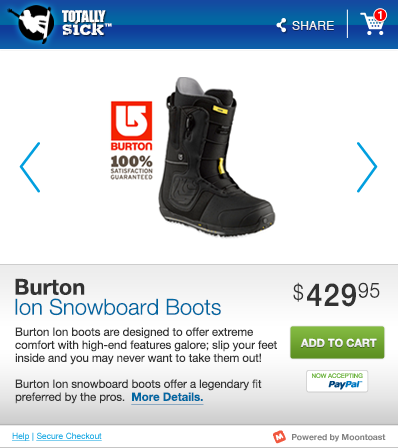 TOTALLY
sick™
SHARE
1
BURTON
100%
SATISFACTION
GUARANTEED
Burton
Ion Snowboard Boots
$42995
Burton Ion boots are designed to offer extreme
comfort with high-end features galore; slip your feet
inside and you may never want to take them out!
ADD TO CART
NOW ACCEPTING
PayPal™
Burton Ion snowboard boots offer a legendary fit
preferred by the pros. More Details.
Help | Secure Checkout
Powered by Moontoast